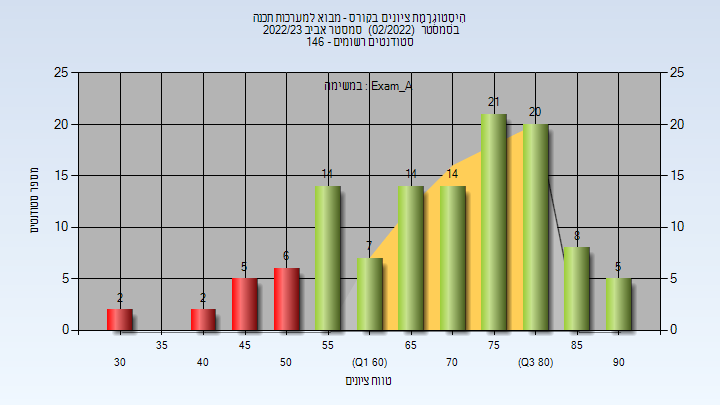 הִיסְטוֹגְרָמַת ציונים בקורס - מבוא למערכות תכנה
בסמסטר (02/2022) סמסטר אביב 2022/23
סטודנטים רשומים - 146
במשימה : Exam_A
מספר סטודנטים
25 25
20 20
15 15
10 10
5 5
0 0
2 2 5 6 14 7 14 14 21 20 8 5
35 45 55 65 75 85
30 40 50 (Q1 60) 70 (Q3 80) 90
טווח ציונים